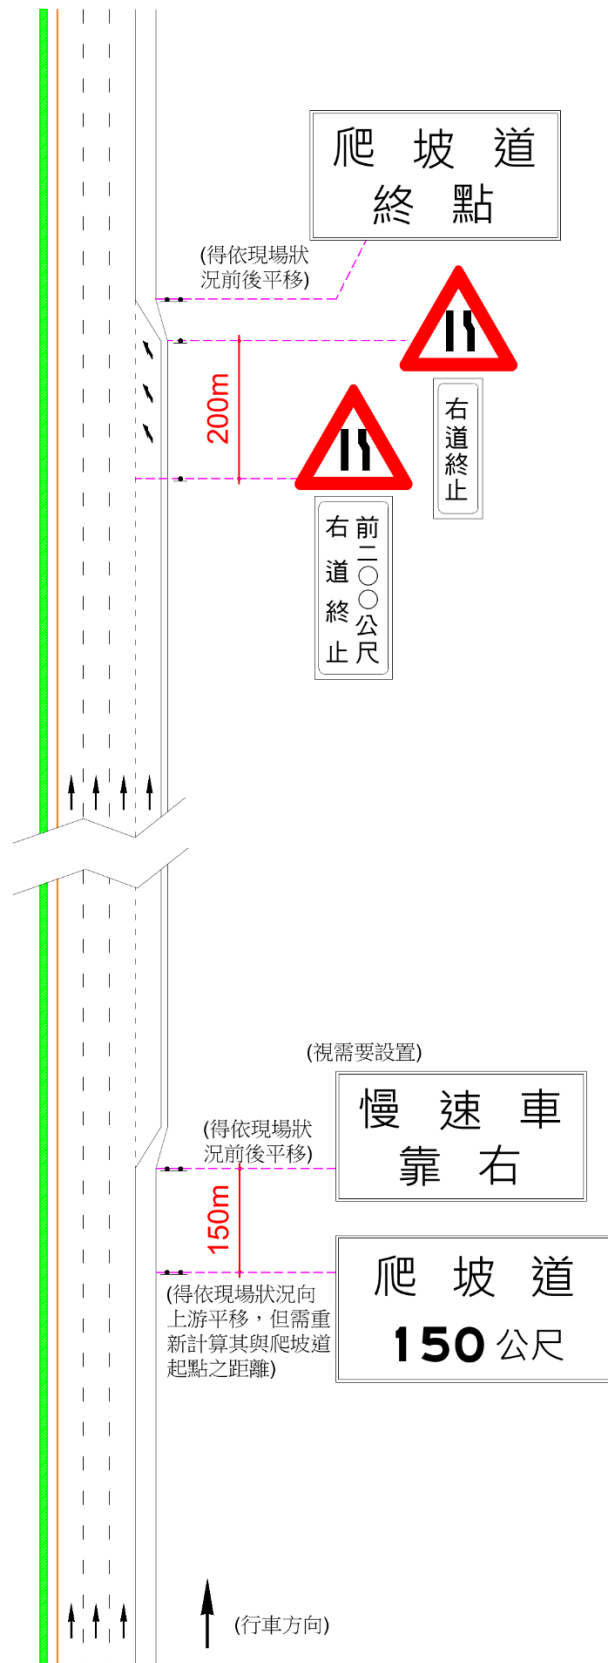 爬坡道
終點
(得依現場狀
況前後平移)
右道終止
200m
前二○○公尺
右道終止
(視需要設置)
慢速車
靠右
(得依現場狀
況前後平移)
150m
爬坡道
150公尺
(得依現場狀況向
上游平移，但需重
新計算其與爬坡道
起點之距離)
(行車方向)